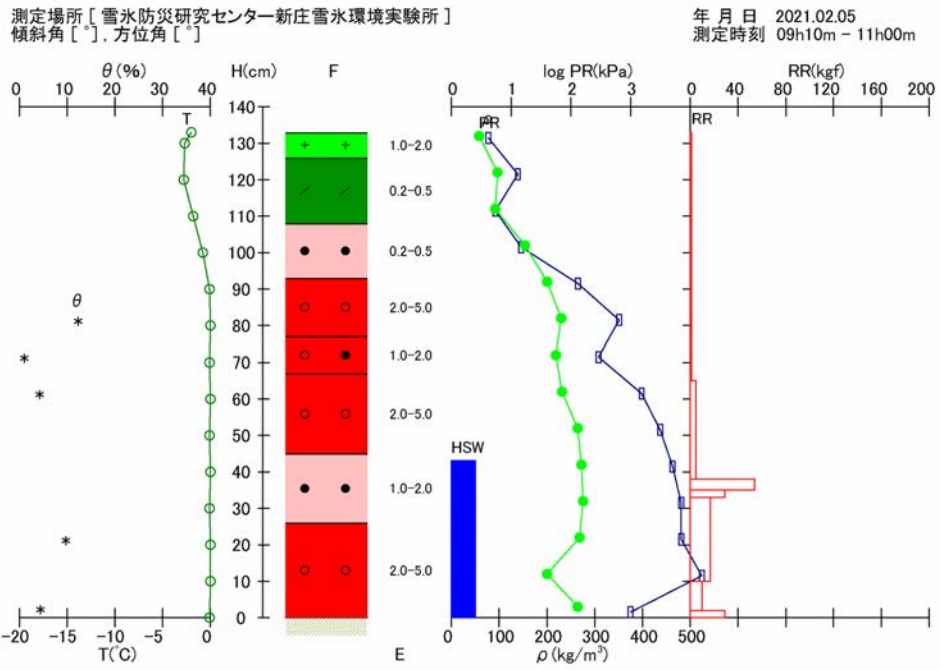 測定場所 [ 雪氷防災研究センター新庄雪氷環境実験所 ]
傾斜角 [ ° ] , 方位角 [ ° ]
年 月 日 2021.02.05
測定時刻 09h10m - 11h00m
θ (%) H(cm) F log PR(kPa) RR(kgf)
0 10 20 30 40 0 1 2 3 0 40 80 120 160 200
140
T PR RR
130 1.0-2.0
120 0.2-0.5
110
100 0.2-0.5
90
θ 2.0-5.0
80
70 1.0-2.0
60
2.0-5.0
50
HSW
40
1.0-2.0
30
20
2.0-5.0
10
0
-20 -15 -10 -5 0 0 100 200 300 400 500
T(°C) E ρ (kg/m³)